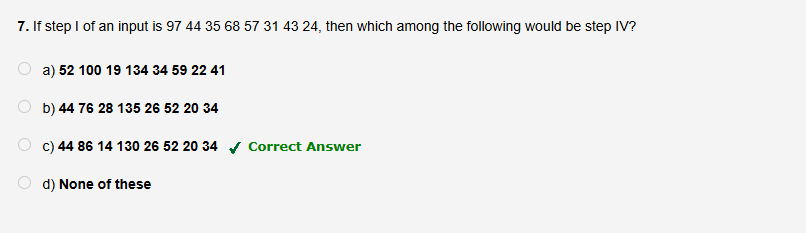 7. If step I of an input is 97 44 35 68 57 31 43 24, then which among the following would be step IV?
a) 52 100 19 134 34 59 22 41
b) 44 76 28 135 26 52 20 34
c) 44 86 14 130 26 52 20 34 ✓ Correct Answer
d) None of these